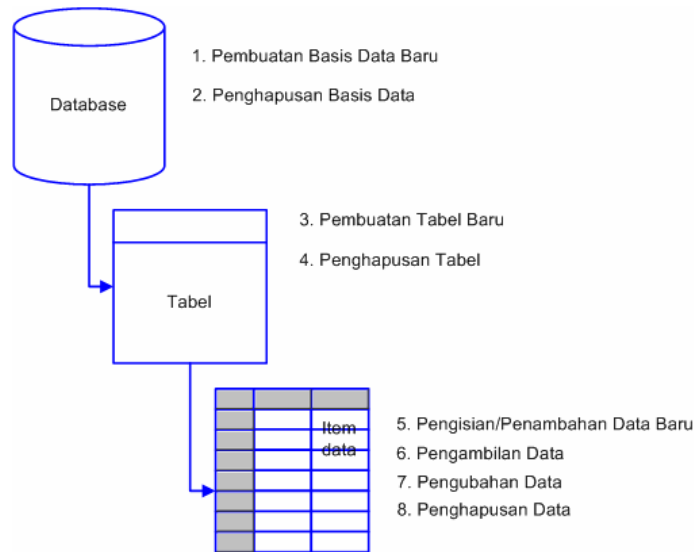 1. Pembuatan Basis Data Baru
Database
2. Penghapusan Basis Data
3. Pembuatan Tabel Baru
4. Penghapusan Tabel
Tabel
Item
data
5. Pengisian/Penambahan Data Baru
6. Pengambilan Data
7. Pengubahan Data
8. Penghapusan Data